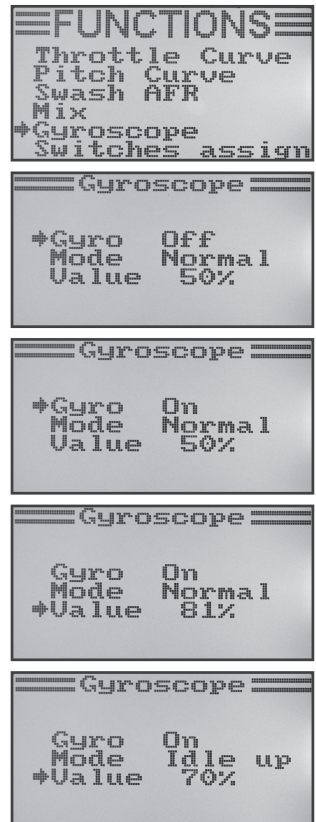 FUNCTIONS
Throttle Curve
Pitch Curve
Swash AFR
Mix
Gyroscope
Switches assign
Gyroscope
Gyro Off
Mode Normal
Value 50%
Gyroscope
Gyro On
Mode Normal
Value 50%
Gyroscope
Gyro On
Mode Normal
Value 81%
Gyroscope
Gyro On
Mode Idle up
Value 70%